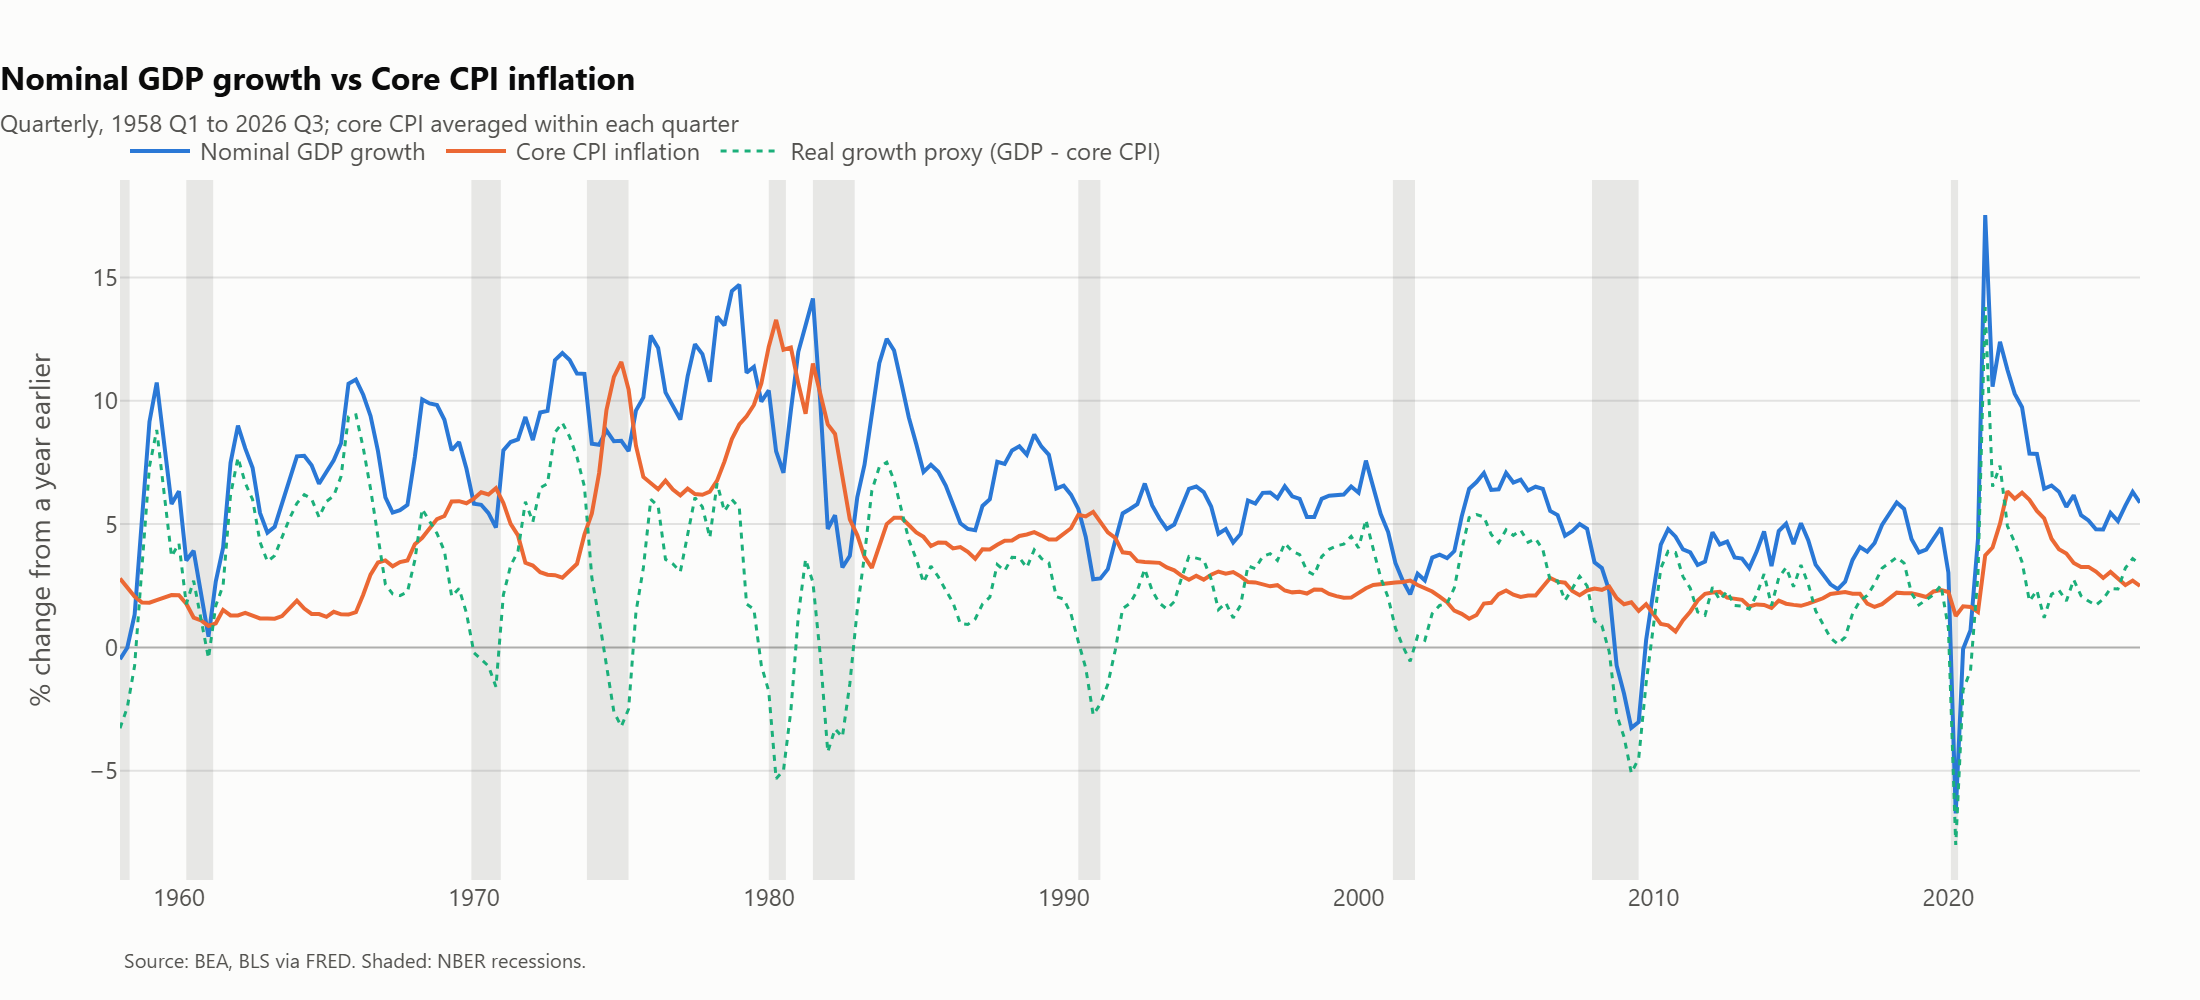 Nominal GDP growth vs Core CPI inflation
Quarterly, 1958 Q1 to 2026 Q3; core CPI averaged within each quarter
Nominal GDP growth Core CPI inflation Real growth proxy (GDP - core CPI)
% change from a year earlier
15
10
5
0
−5
1960 1970 1980 1990 2000 2010 2020
Source: BEA, BLS via FRED. Shaded: NBER recessions.